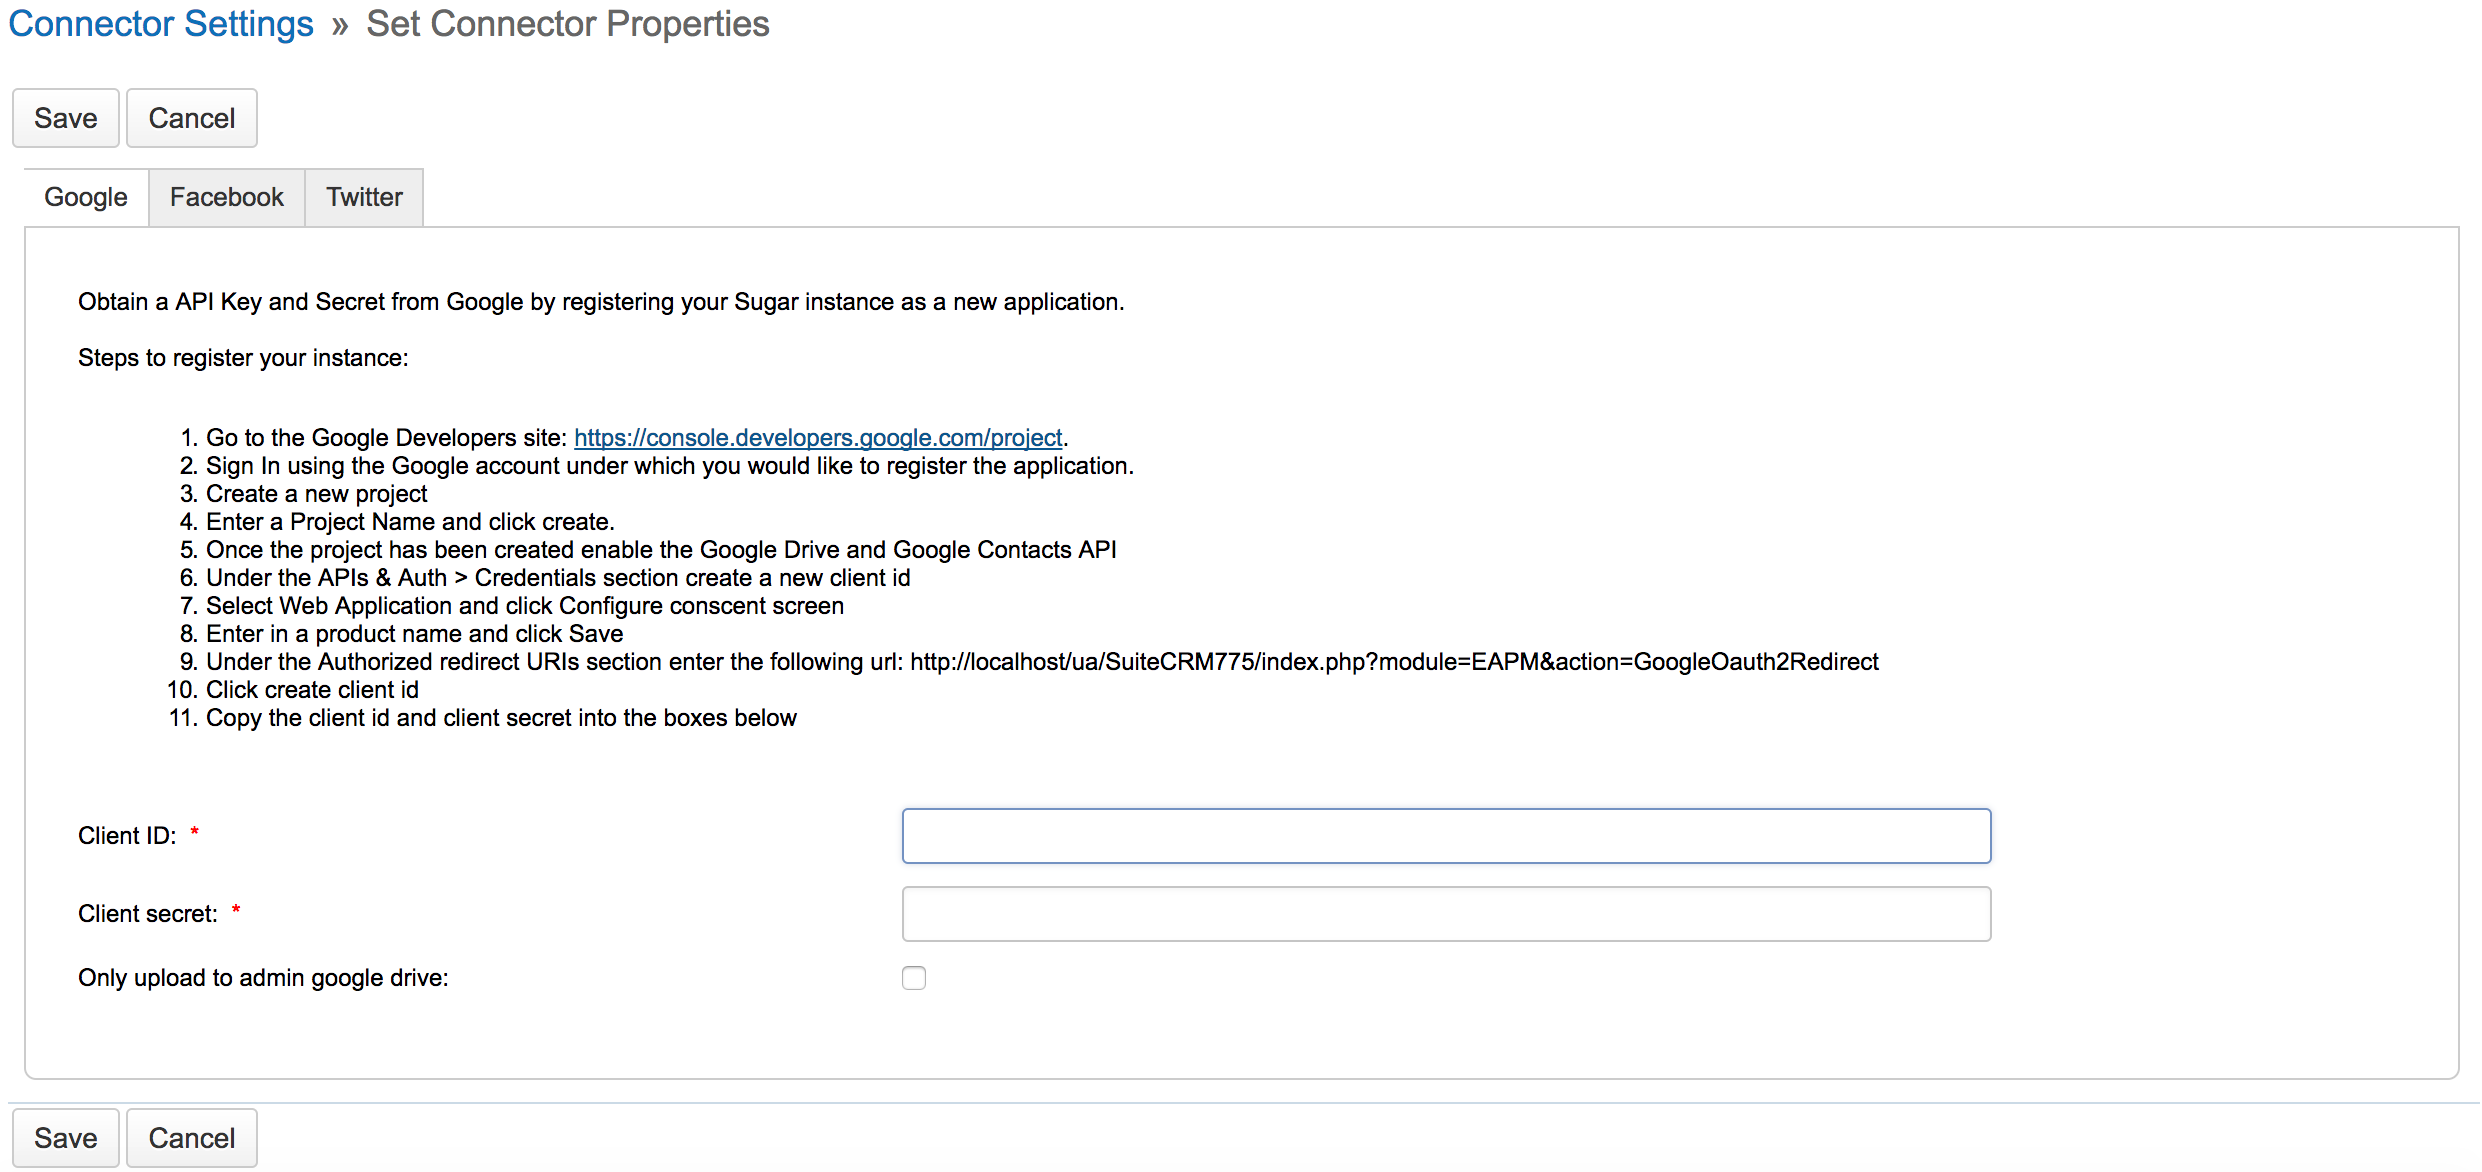 Connector Settings » Set Connector Properties
Save Cancel
Google Facebook Twitter
Obtain a API Key and Secret from Google by registering your Sugar instance as a new application.
Steps to register your instance:
1. Go to the Google Developers site: https://console.developers.google.com/project.
2. Sign In using the Google account under which you would like to register the application.
3. Create a new project
4. Enter a Project Name and click create.
5. Once the project has been created enable the Google Drive and Google Contacts API
6. Under the APIs & Auth > Credentials section create a new client id
7. Select Web Application and click Configure conscent screen
8. Enter in a product name and click Save
9. Under the Authorized redirect URIs section enter the following url: http://localhost/ua/SuiteCRM775/index.php?module=EAPM&action=GoogleOauth2Redirect
10. Click create client id
11. Copy the client id and client secret into the boxes below
Client ID: *
Client secret: *
Only upload to admin google drive:
Save Cancel